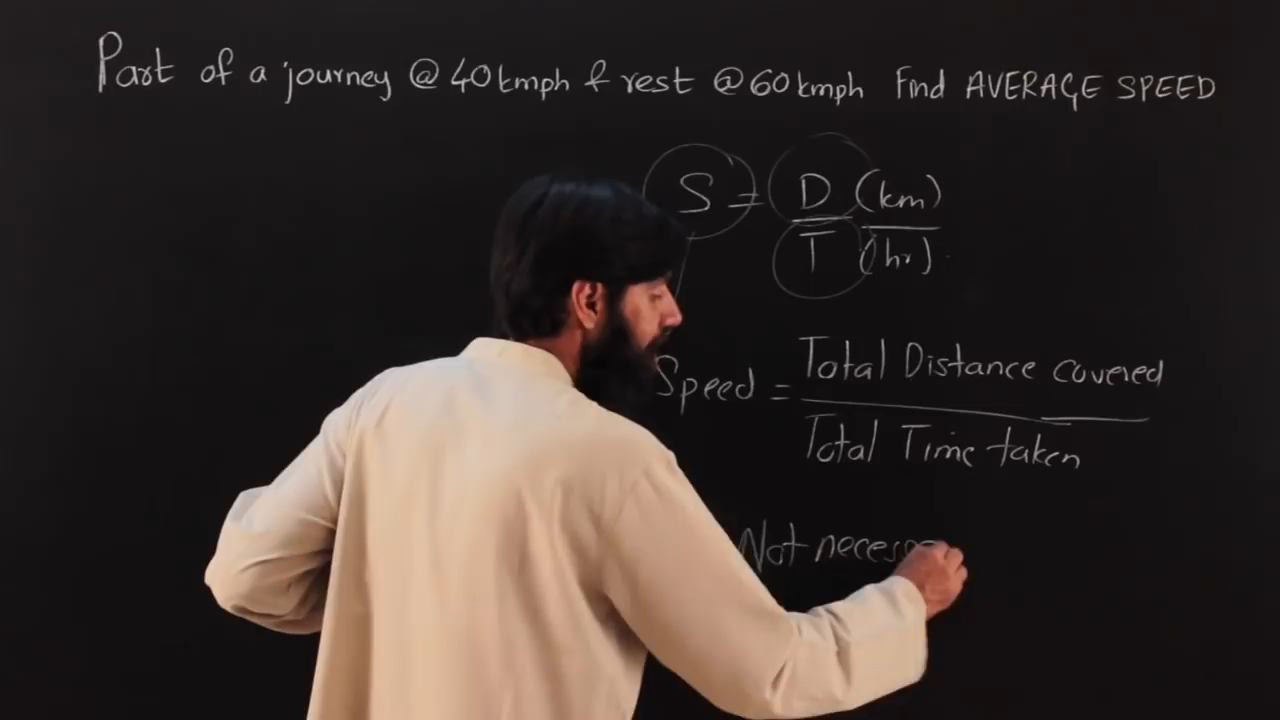 Part of a journey @ 40 kmph & rest @ 60 kmph Find AVERAGE SPEED
S = D (km)
T (hr)
Speed = Total Distance covered
Total Time taken
Not necess